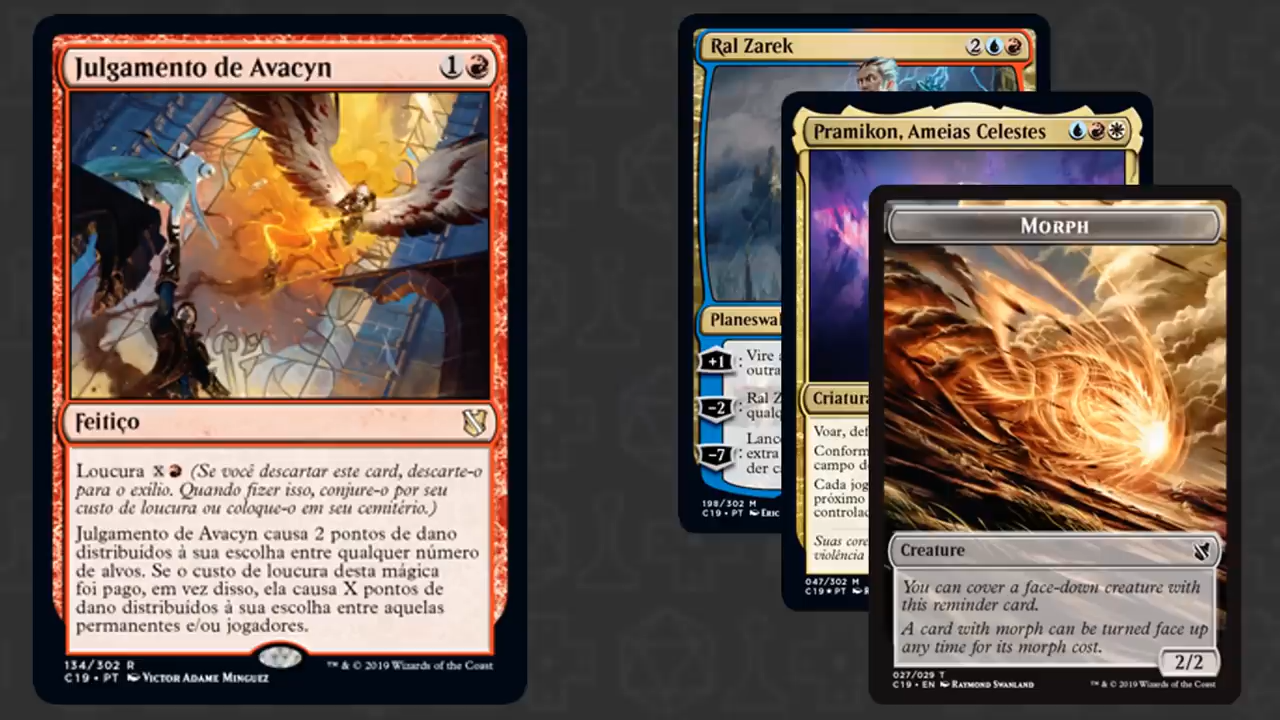 Julgamento de Avacyn 1
Feitiço
Loucura X (Se você descartar este card, descarte-o
para o exílio. Quando fizer isso, conjure-o por seu
custo de loucura ou coloque-o em seu cemitério.)
Julgamento de Avacyn causa 2 pontos de dano
distribuídos à sua escolha entre qualquer número
de alvos. Se o custo de loucura desta mágica
foi pago, em vez disso, ela causa X pontos de
dano distribuídos à sua escolha entre aquelas
permanentes e/ou jogadores.
134/302 R
C19 • PT Victor Adame Minguez
™ & © 2019 Wizards of the Coast
Ral Zarek 2
Planeswal
+1 : Vire a
outra
-2 : Ral Z
qualq
-7 : Lanc
extra
der ca
198/302 M
C19 • PT Eric
Pramikon, Ameias Celestes
Criatura
Voar, def
Conform
campo d
Cada jog
próximo
controlad
Suas core
violência
047/302 M
C19 • PT
Morph
Creature
You can cover a face-down creature with
this reminder card.
A card with morph can be turned face up
any time for its morph cost.
2/2
027/029 T
C19 • EN Raymond Swanland
™ & © 2019 Wizards of the Coast